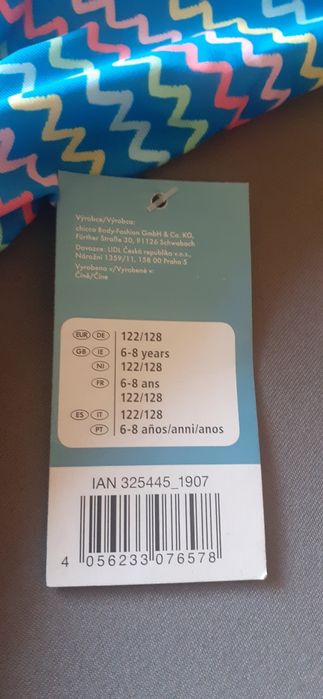 Výrobce/Výrobca:
chicco Body-Fashion GmbH & Co. KG,
Fürther Straße 30, 91126 Schwabach
Dovozce: LIDL Česká republika v.o.s.,
Nárožní 1359/11, 158 00 Praha 5
Vyrobeno v/Vyrobené v:
Číně/Číne
EUR DE 122/128
GB IE 6-8 years
NI 122/128
FR 6-8 ans
122/128
ES IT 122/128
PT 6-8 años/anni/anos
IAN 325445_1907
4 056233 076578